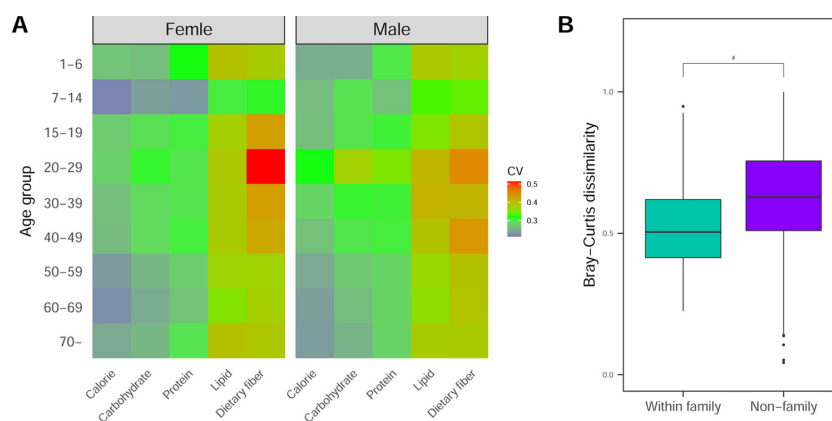 A
Femle
Male
1-6
7-14
15-19
20-29
30-39
40-49
50-59
60-69
70-
Age group
Calorie
Carbohydrate
Protein
Lipid
Dietary fiber
Calorie
Carbohydrate
Protein
Lipid
Dietary fiber
CV
0.5
0.4
0.3
B
#
1.0
0.5
0.0
Bray-Curtis dissimilarity
Within family
Non-family